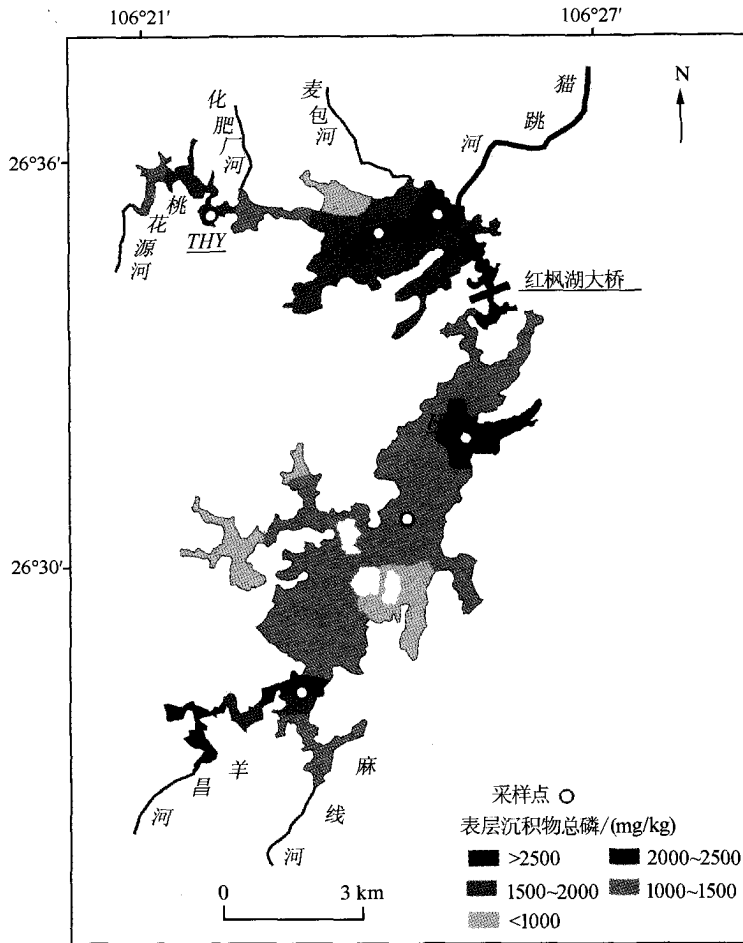 106°21′
106°27′
N
26°36′
26°30′
化肥厂河
麦包河
猫跳河
桃花源河
THY
红枫湖大桥
羊昌河
麻线河
采样点
表层沉积物总磷/(mg/kg)
>2500
2000~2500
1500~2000
1000~1500
<1000
0
3 km